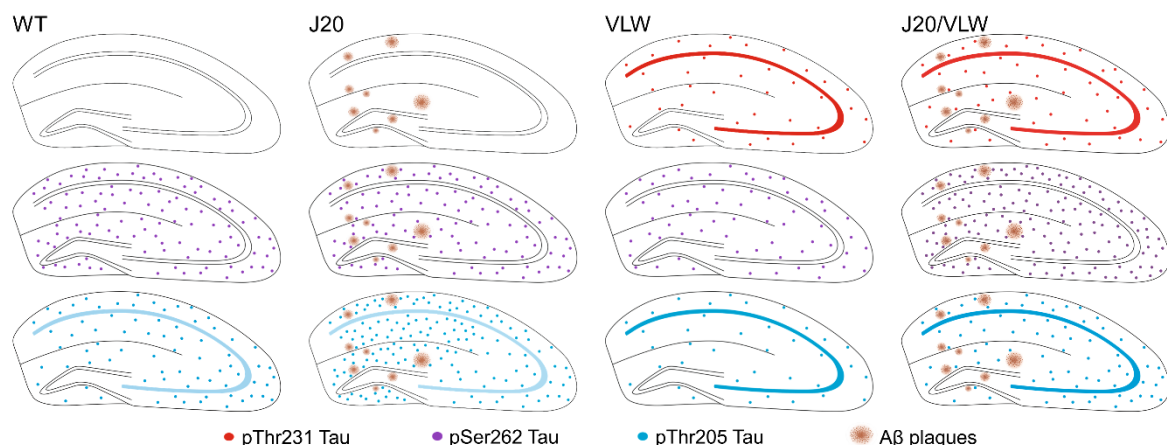 WT J20 VLW J20/VLW
pThr231 Tau pSer262 Tau pThr205 Tau Aβ plaques